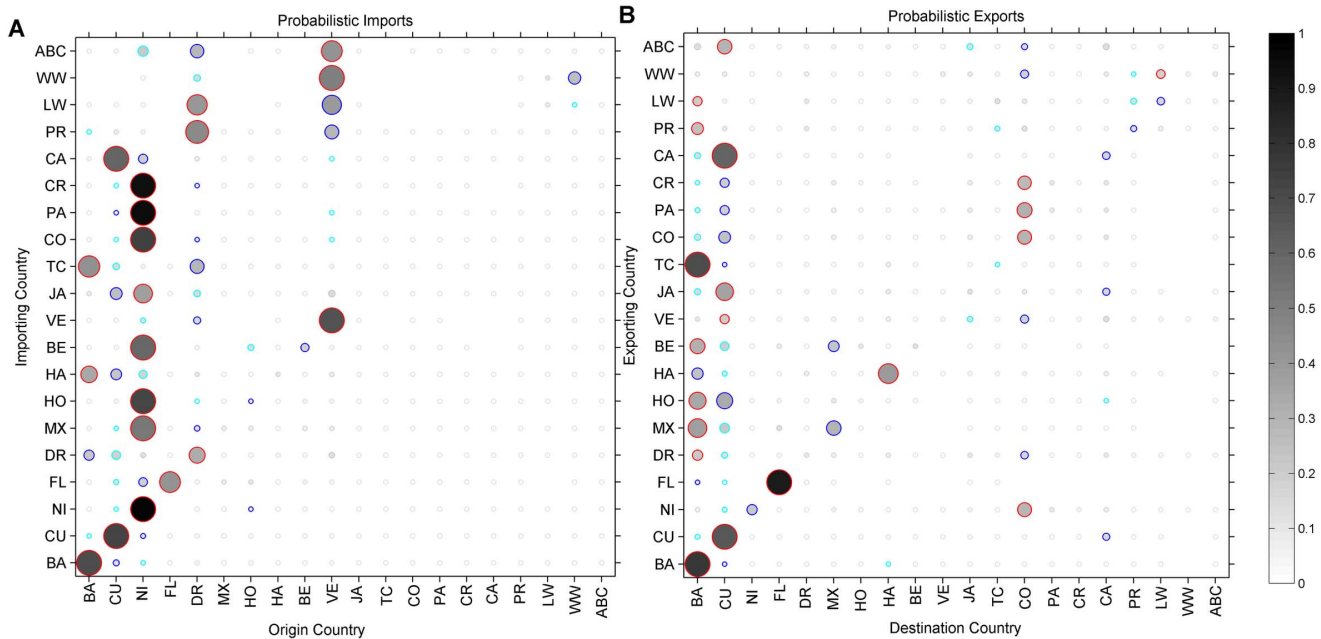 A
Probabilistic Imports
Importing Country
ABC
WW
LW
PR
CA
CR
PA
CO
TC
JA
VE
BE
HA
HO
MX
DR
FL
NI
CU
BA
BA CU NI FL DR MX HO HA BE VE JA TC CO PA CR CA PR LW WW ABC
Origin Country
B
Probabilistic Exports
Exporting Country
ABC
WW
LW
PR
CA
CR
PA
CO
TC
JA
VE
BE
HA
HO
MX
DR
FL
NI
CU
BA
BA CU NI FL DR MX HO HA BE VE JA TC CO PA CR CA PR LW WW ABC
Destination Country
1
0.9
0.8
0.7
0.6
0.5
0.4
0.3
0.2
0.1
0